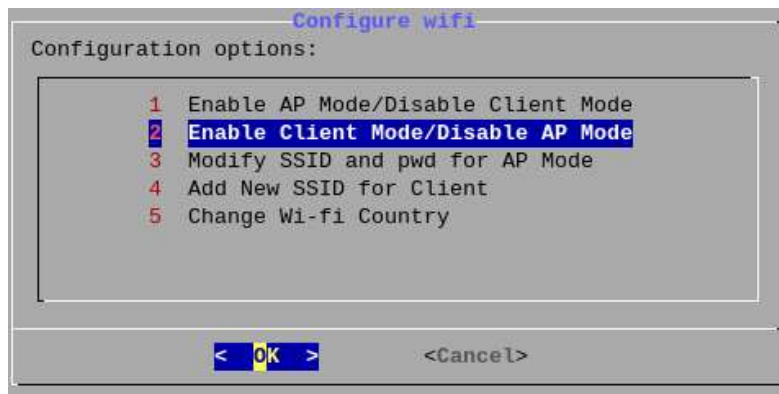 Configure wifi
Configuration options:
1 Enable AP Mode/Disable Client Mode
2 Enable Client Mode/Disable AP Mode
3 Modify SSID and pwd for AP Mode
4 Add New SSID for Client
5 Change Wi-fi Country
< OK > <Cancel>